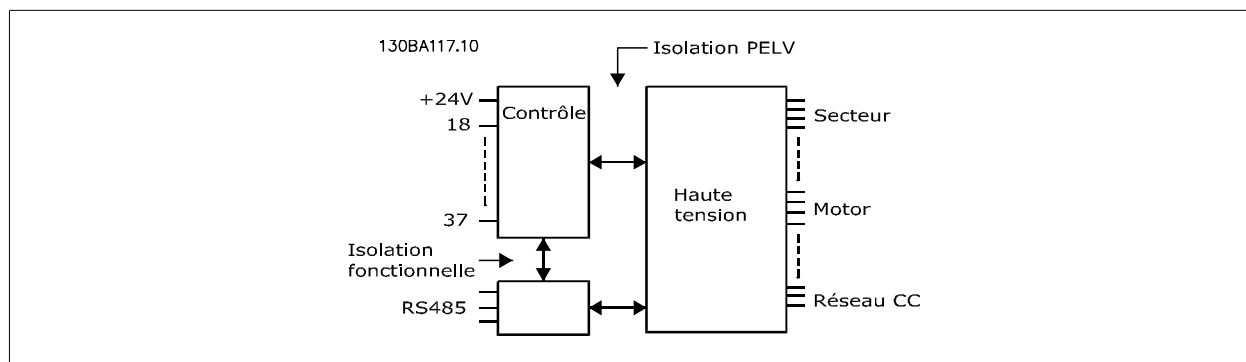 130BA117.10
Isolation PELV
+24V
Contrôle
18
37
Haute
tension
Secteur
Motor
Réseau CC
Isolation
fonctionnelle
RS485